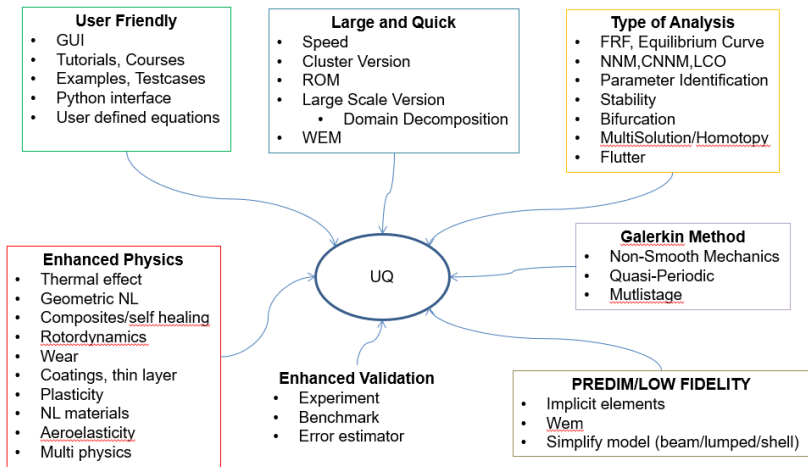 User Friendly
• GUI
• Tutorials, Courses
• Examples, Testcases
• Python interface
• User defined equations
Large and Quick
• Speed
• Cluster Version
• ROM
• Large Scale Version
• Domain Decomposition
• WEM
Type of Analysis
• FRF, Equilibrium Curve
• NNM,CNNM,LCO
• Parameter Identification
• Stability
• Bifurcation
• MultiSolution/Homotopy
• Flutter
UQ
Galerkin Method
• Non-Smooth Mechanics
• Quasi-Periodic
• Mutlistage
Enhanced Physics
• Thermal effect
• Geometric NL
• Composites/self healing
• Rotordynamics
• Wear
• Coatings, thin layer
• Plasticity
• NL materials
• Aeroelasticity
• Multi physics
Enhanced Validation
• Experiment
• Benchmark
• Error estimator
PREDIM/LOW FIDELITY
• Implicit elements
• Wem
• Simplify model (beam/lumped/shell)